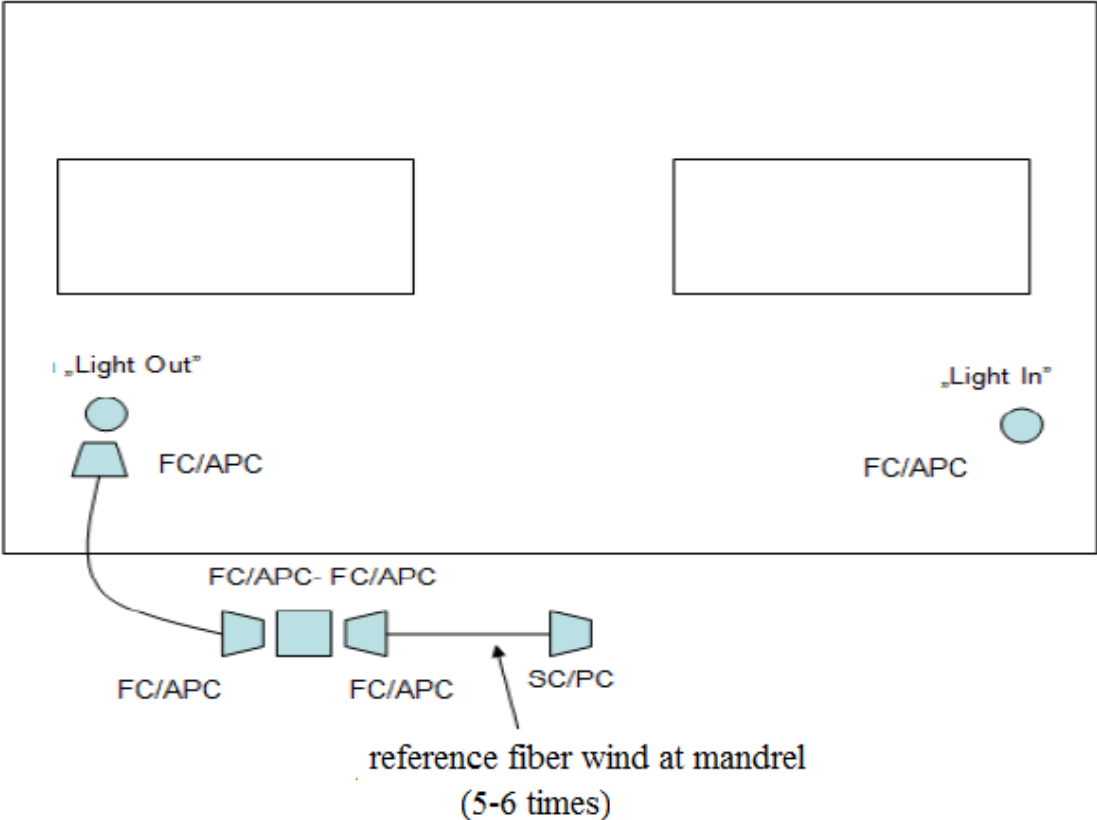 „Light Out”
„Light In”
FC/APC
FC/APC
FC/APC- FC/APC
FC/APC
FC/APC
SC/PC
reference fiber wind at mandrel
(5-6 times)